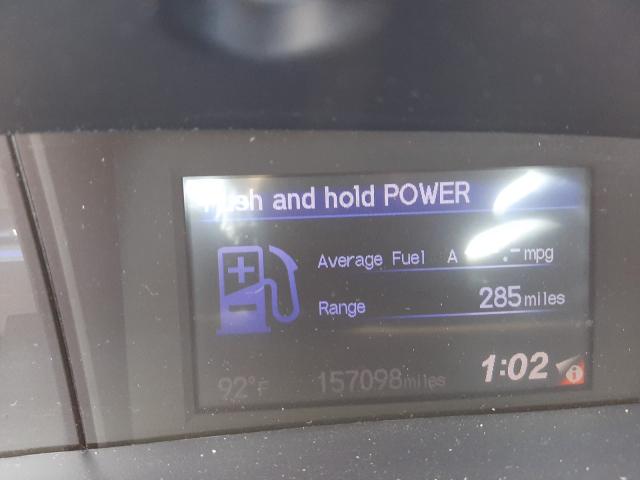 and hold POWER
Average Fuel A .- mpg
Range 285 miles
92°F 157098 miles 1:02